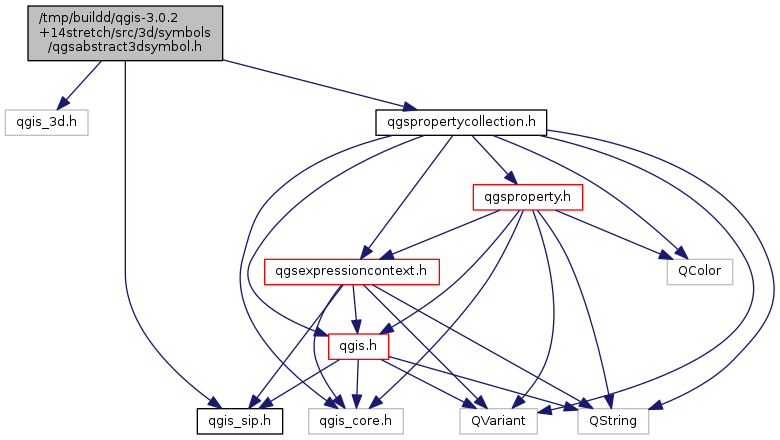 /tmp/buildd/qgis-3.0.2
+14stretch/src/3d/symbols
/qgsabstract3dsymbol.h
qgis_3d.h
qgspropertycollection.h
qgsproperty.h
qgsexpressioncontext.h
QColor
qgis.h
qgis_sip.h
qgis_core.h
QVariant
QString